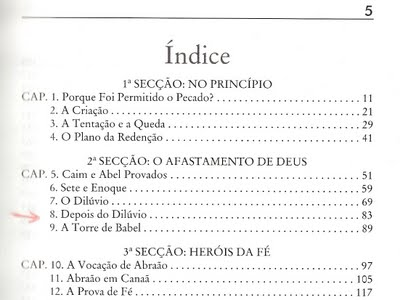 5
Índice
1ª SECÇÃO: NO PRINCÍPIO
CAP. 1. Porque Foi Permitido o Pecado? 11
2. A Criação 21
3. A Tentação e a Queda 29
4. O Plano da Redenção 41
2ª SECÇÃO: O AFASTAMENTO DE DEUS
CAP. 5. Caim e Abel Provados 51
6. Sete e Enoque 59
7. O Dilúvio 69
8. Depois do Dilúvio 83
9. A Torre de Babel 89
3ª SECÇÃO: HERÓIS DA FÉ
CAP. 10. A Vocação de Abraão 97
11. Abraão em Canaã 105
12. A Prova de Fé 117